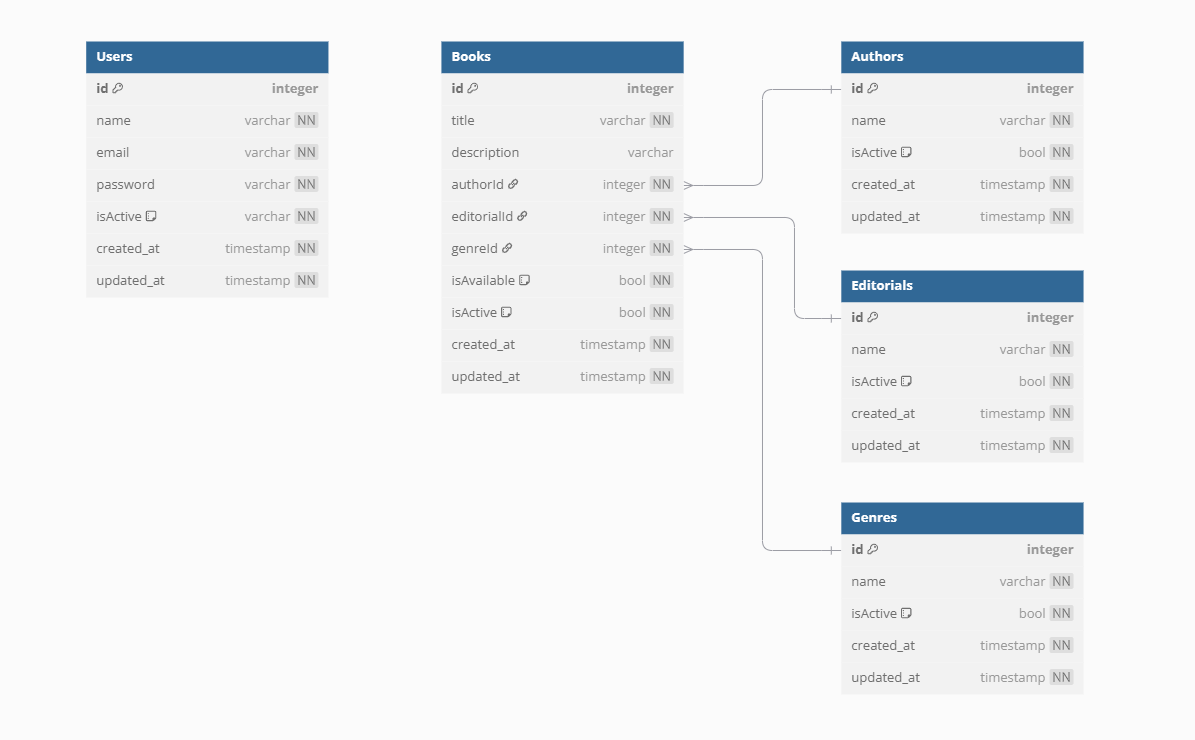 Users
id integer
name varchar NN
email varchar NN
password varchar NN
isActive varchar NN
created_at timestamp NN
updated_at timestamp NN
Books
id integer
title varchar NN
description varchar
authorId integer NN
editorialId integer NN
genreId integer NN
isAvailable bool NN
isActive bool NN
created_at timestamp NN
updated_at timestamp NN
Authors
id integer
name varchar NN
isActive bool NN
created_at timestamp NN
updated_at timestamp NN
Editorials
id integer
name varchar NN
isActive bool NN
created_at timestamp NN
updated_at timestamp NN
Genres
id integer
name varchar NN
isActive bool NN
created_at timestamp NN
updated_at timestamp NN